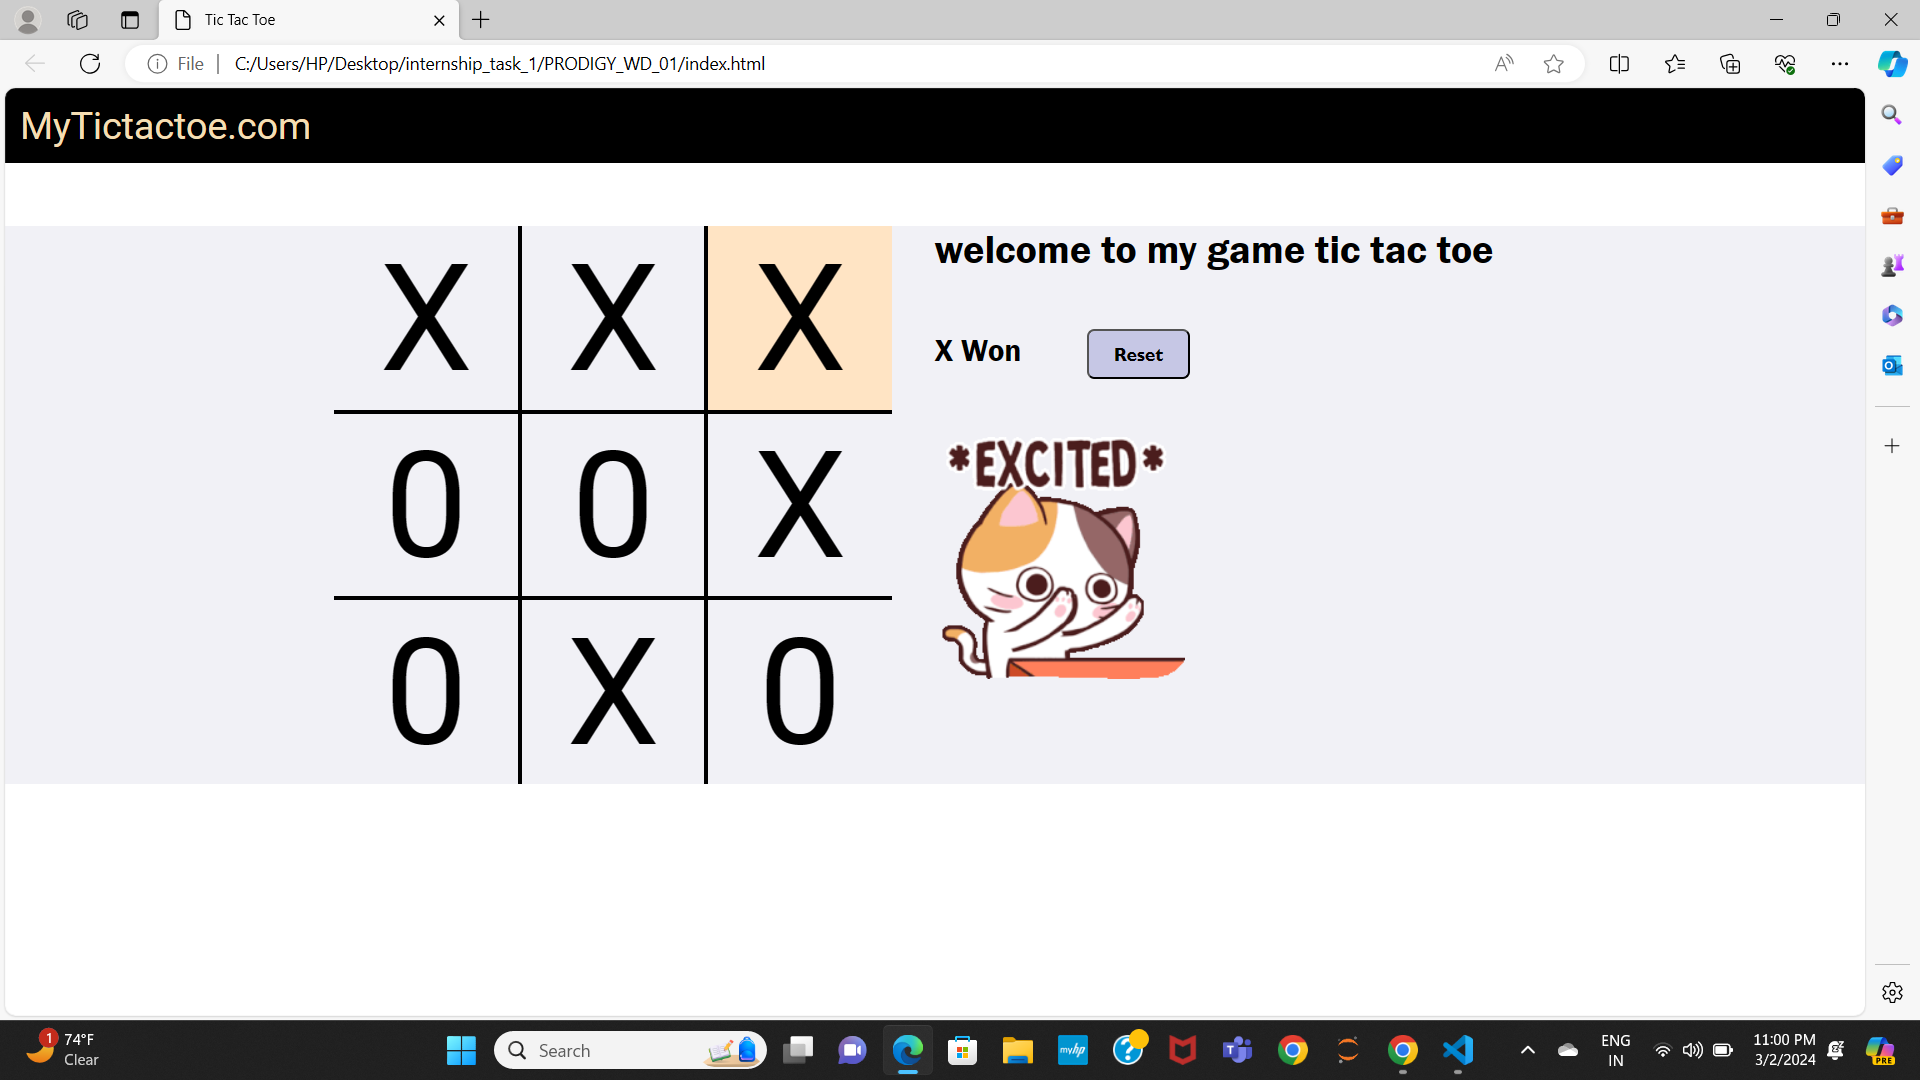 Tic Tac Toe
File
C:/Users/HP/Desktop/internship_task_1/PRODIGY_WD_01/index.html
MyTictactoe.com
welcome to my game tic tac toe
X X X
X Won
Reset
*EXCITED*
0 0 X
0 X 0
1
74°F
Clear
Search
myhp
?
T
ENG
IN
11:00 PM
3/2/2024
PRE